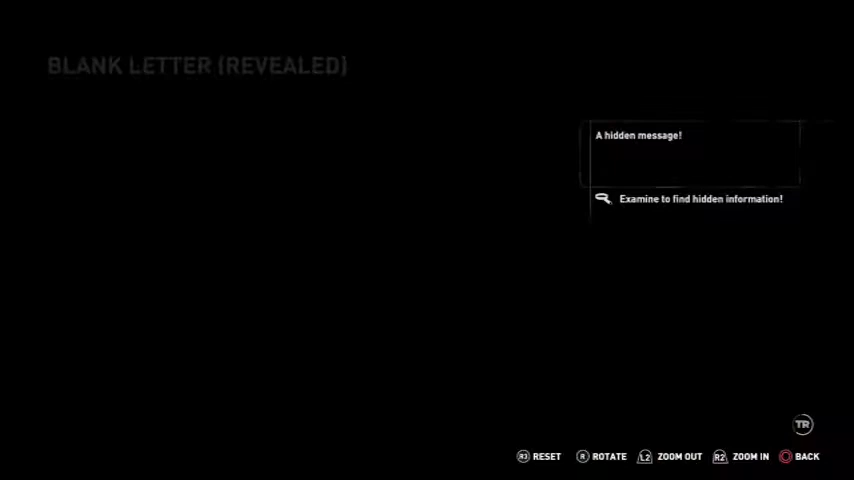 BLANK LETTER (REVEALED)
A hidden message!
Examine to find hidden information!
TR
R3 RESET R ROTATE L2 ZOOM OUT R2 ZOOM IN BACK